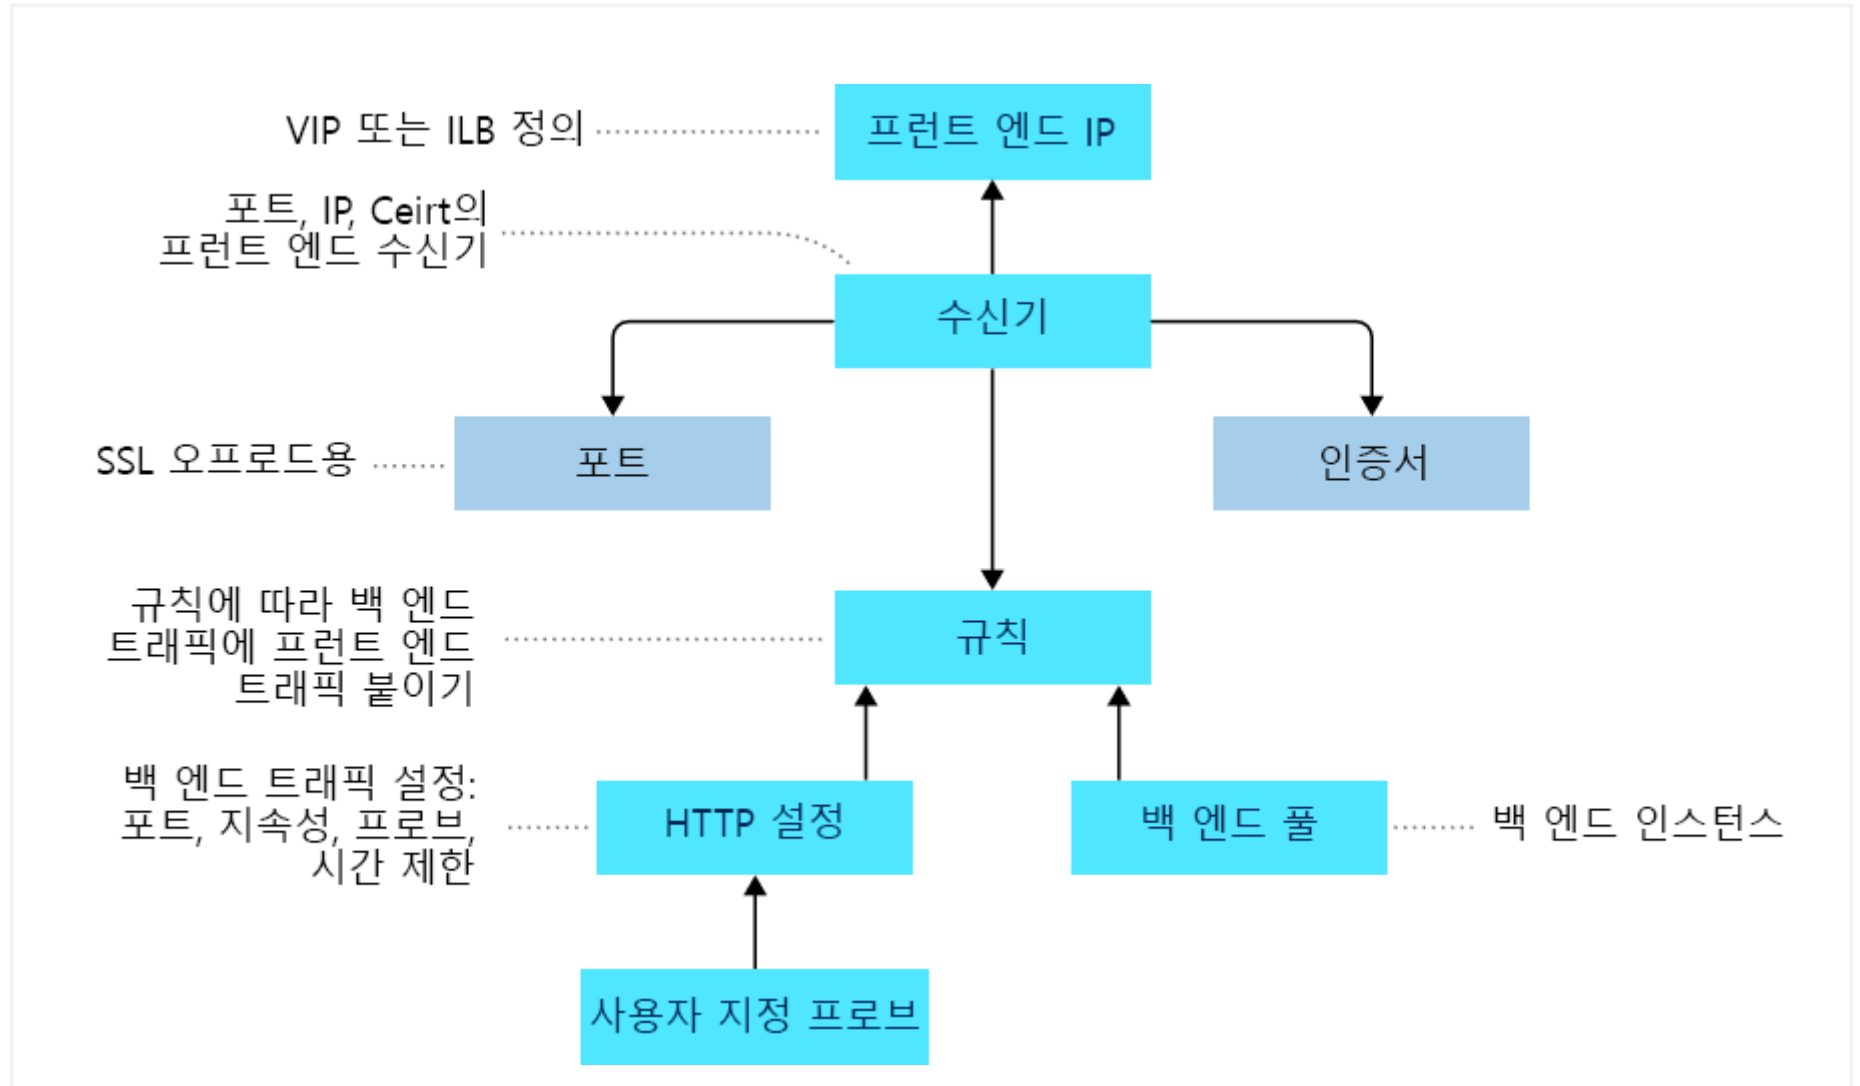 VIP 또는 ILB 정의
프런트 엔드 IP
포트, IP, Ceirt의
프런트 엔드 수신기
수신기
SSL 오프로드용
포트
인증서
규칙에 따라 백 엔드
트래픽에 프런트 엔드
트래픽 붙이기
규칙
백 엔드 트래픽 설정:
포트, 지속성, 프로브,
시간 제한
HTTP 설정
백 엔드 풀
백 엔드 인스턴스
사용자 지정 프로브